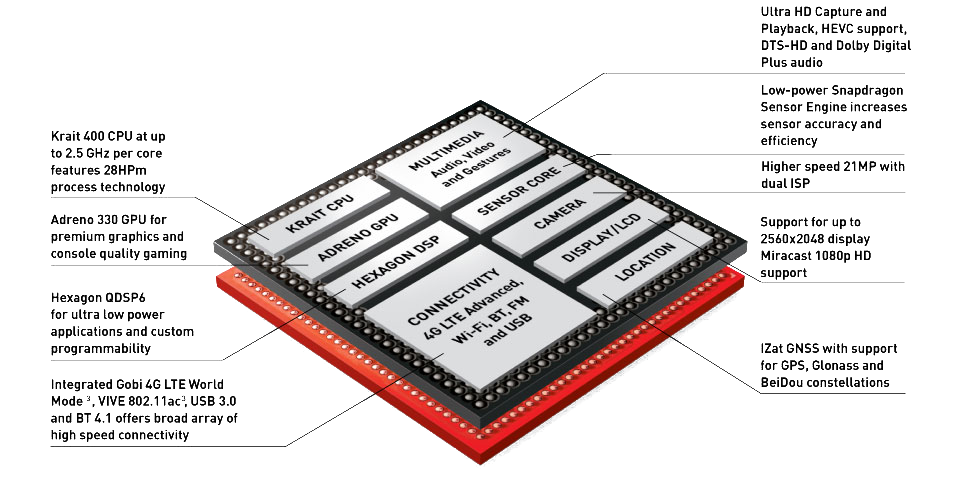 Ultra HD Capture and
Playback, HEVC support,
DTS-HD and Dolby Digital
Plus audio
Low-power Snapdragon
Sensor Engine increases
sensor accuracy and
efficiency
Higher speed 21MP with
dual ISP
Support for up to
2560x2048 display
Miracast 1080p HD
support
IZat GNSS with support
for GPS, Glonass and
BeiDou constellations
Krait 400 CPU at up
to 2.5 GHz per core
features 28HPm
process technology
Adreno 330 GPU for
premium graphics and
console quality gaming
Hexagon QDSP6
for ultra low power
applications and custom
programmability
Integrated Gobi 4G LTE World
Mode ³, VIVE 802.11ac³, USB 3.0
and BT 4.1 offers broad array of
high speed connectivity
MULTIMEDIA
Audio, Video
and Gestures
KRAIT CPU
SENSOR CORE
ADRENO GPU
CAMERA
HEXAGON DSP
DISPLAY/LCD
CONNECTIVITY
4G LTE Advanced,
Wi-Fi, BT, FM
and USB
LOCATION